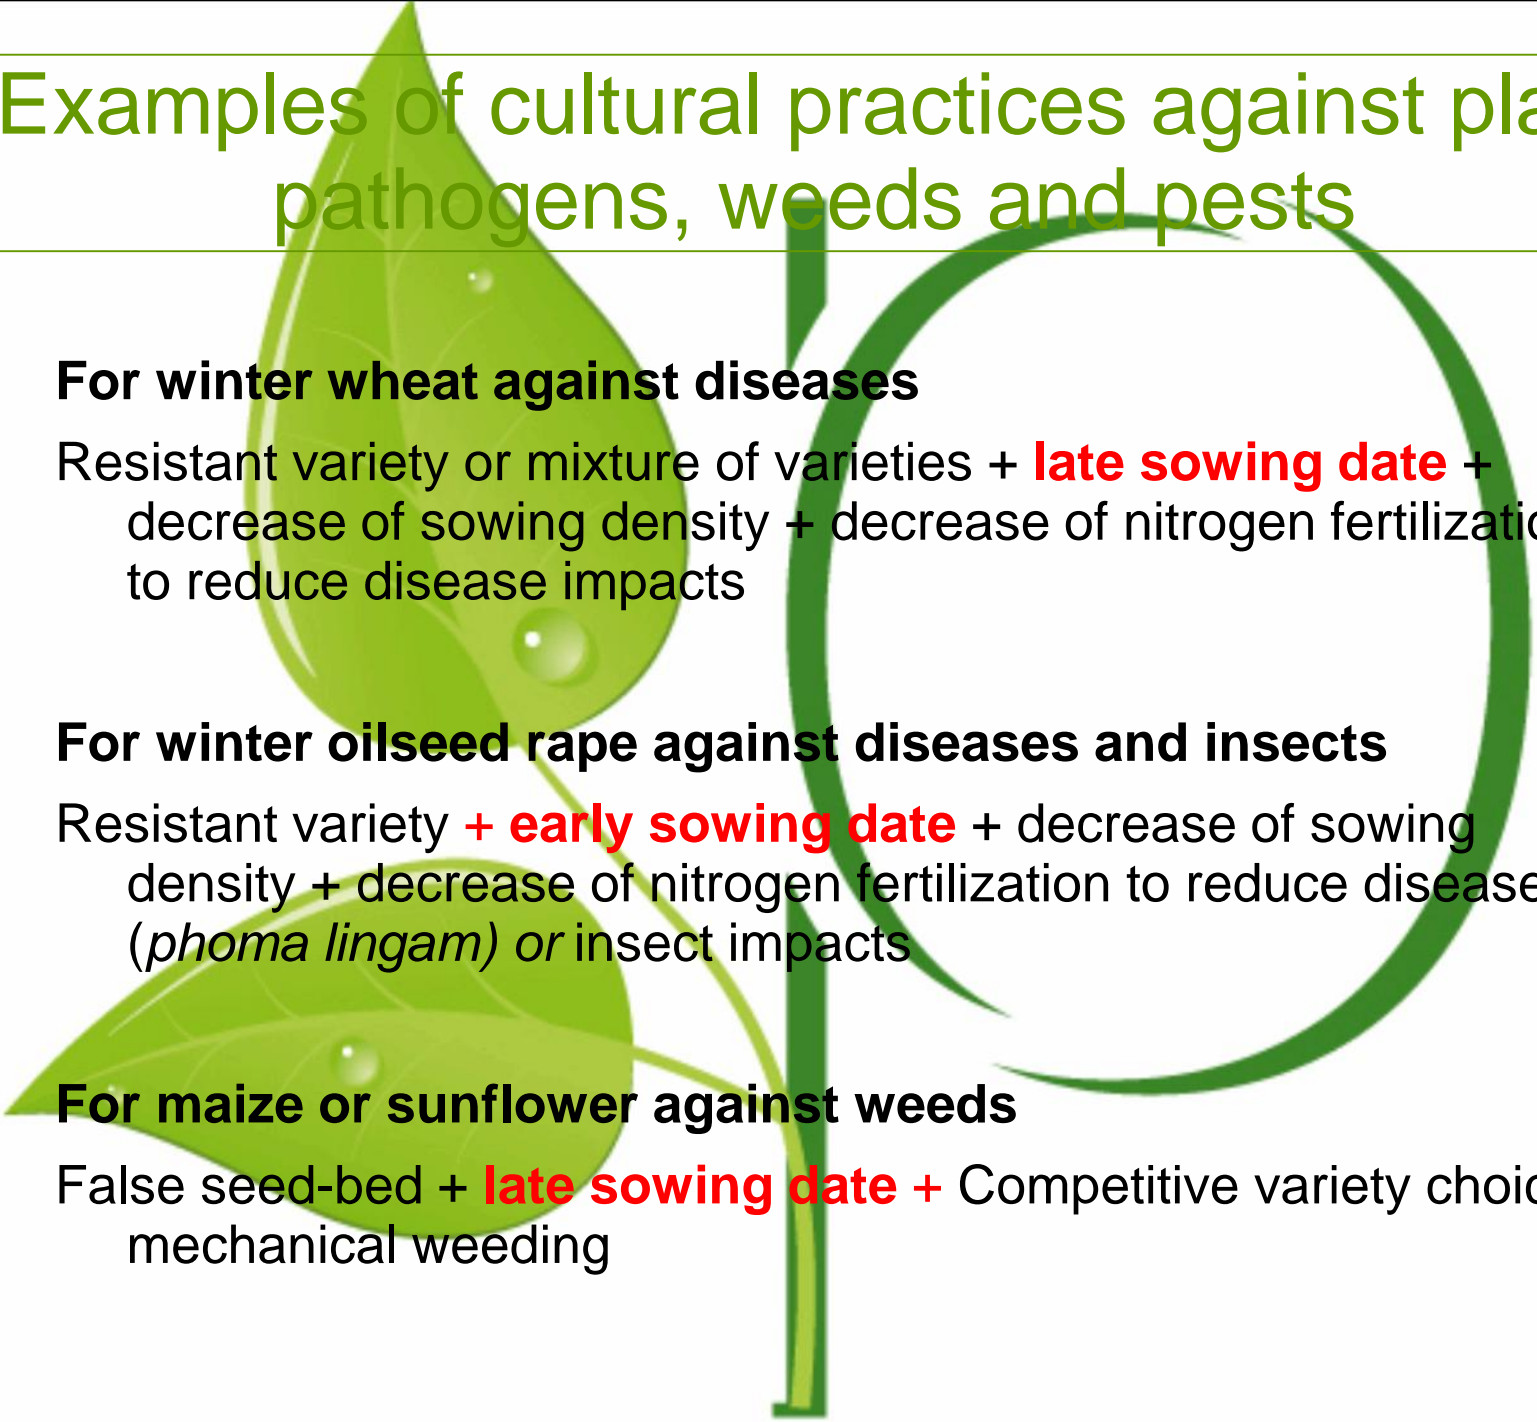 Examples of cultural practices against pla
pathogens, weeds and pests
For winter wheat against diseases
Resistant variety or mixture of varieties + late sowing date +
decrease of sowing density + decrease of nitrogen fertilizatio
to reduce disease impacts
For winter oilseed rape against diseases and insects
Resistant variety + early sowing date + decrease of sowing
density + decrease of nitrogen fertilization to reduce disease
(phoma lingam) or insect impacts
For maize or sunflower against weeds
False seed-bed + late sowing date + Competitive variety choic
mechanical weeding